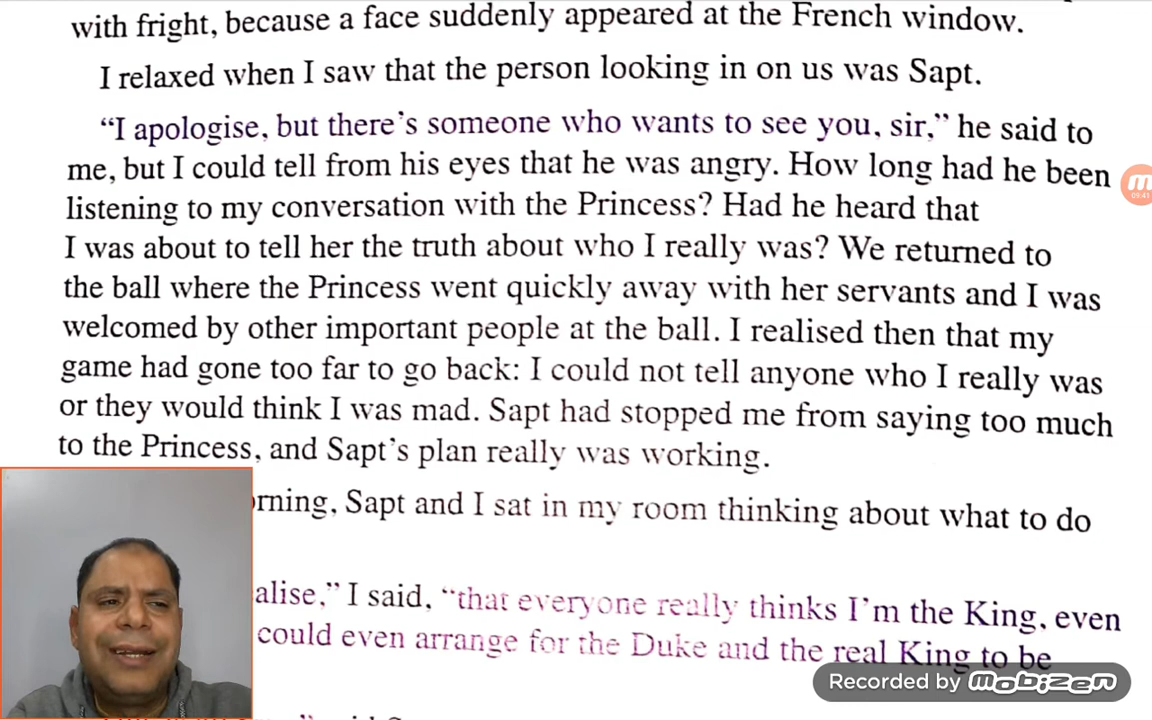 with fright, because a face suddenly appeared at the French window.
I relaxed when I saw that the person looking in on us was Sapt.
“I apologise, but there’s someone who wants to see you, sir,” he said to
me, but I could tell from his eyes that he was angry. How long had he been
listening to my conversation with the Princess? Had he heard that
I was about to tell her the truth about who I really was? We returned to
the ball where the Princess went quickly away with her servants and I was
welcomed by other important people at the ball. I realised then that my
game had gone too far to go back: I could not tell anyone who I really was
or they would think I was mad. Sapt had stopped me from saying too much
to the Princess, and Sapt’s plan really was working.
orning, Sapt and I sat in my room thinking about what to do
alise,” I said, “that everyone really thinks I’m the King, even
could even arrange for the Duke and the real King to be
09:41
Recorded by mobizen